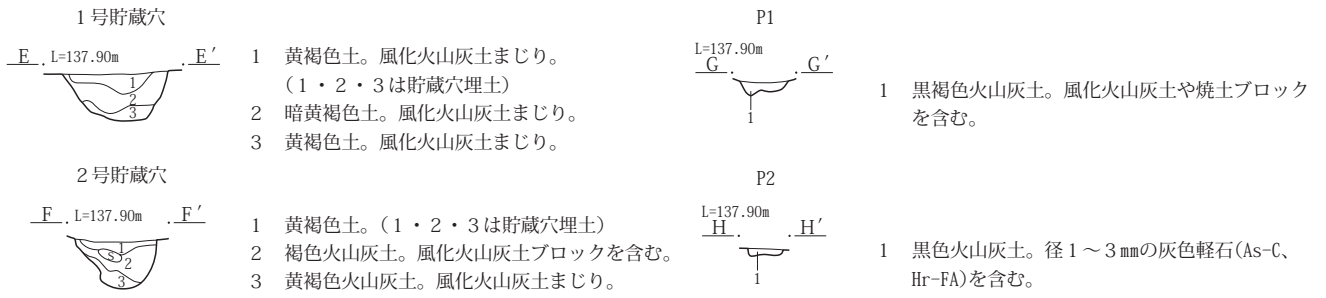 1号貯蔵穴
E . L=137.90m . E′
1
2
3
1 黄褐色土。風化火山灰土まじり。
(1・2・3は貯蔵穴埋土)
2 暗黄褐色土。風化火山灰土まじり。
3 黄褐色土。風化火山灰土まじり。
2号貯蔵穴
F . L=137.90m . F′
1
S 2
3
1 黄褐色土。(1・2・3は貯蔵穴埋土)
2 褐色火山灰土。風化火山灰土ブロックを含む。
3 黄褐色火山灰土。風化火山灰土まじり。
P1
L=137.90m
G . . G′
1
1 黒褐色火山灰土。風化火山灰土や焼土ブロック
を含む。
P2
L=137.90m
H . . H′
1
1 黒色火山灰土。径1～3㎜の灰色軽石(As-C、
Hr-FA)を含む。